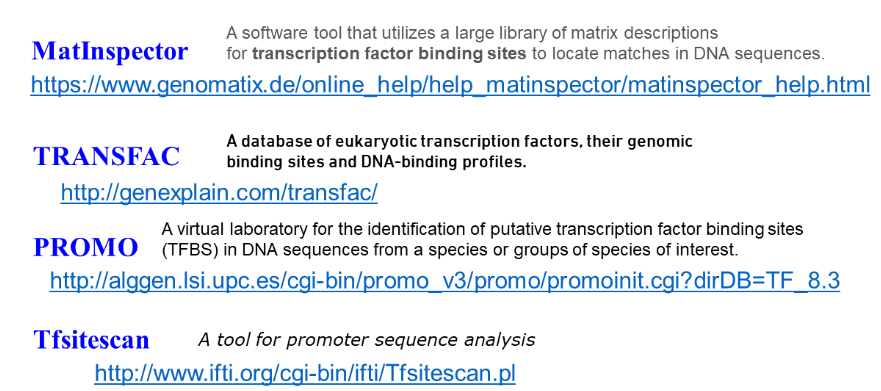 MatInspector A software tool that utilizes a large library of matrix descriptions
for transcription factor binding sites to locate matches in DNA sequences.
https://www.genomatix.de/online_help/help_matinspector/matinspector_help.html
TRANSFAC A database of eukaryotic transcription factors, their genomic
binding sites and DNA-binding profiles.
http://genexplain.com/transfac/
PROMO A virtual laboratory for the identification of putative transcription factor binding sites
(TFBS) in DNA sequences from a species or groups of species of interest.
http://alggen.lsi.upc.es/cgi-bin/promo_v3/promo/promoinit.cgi?dirDB=TF_8.3
Tfsitescan A tool for promoter sequence analysis
http://www.ifti.org/cgi-bin/ifti/Tfsitescan.pl